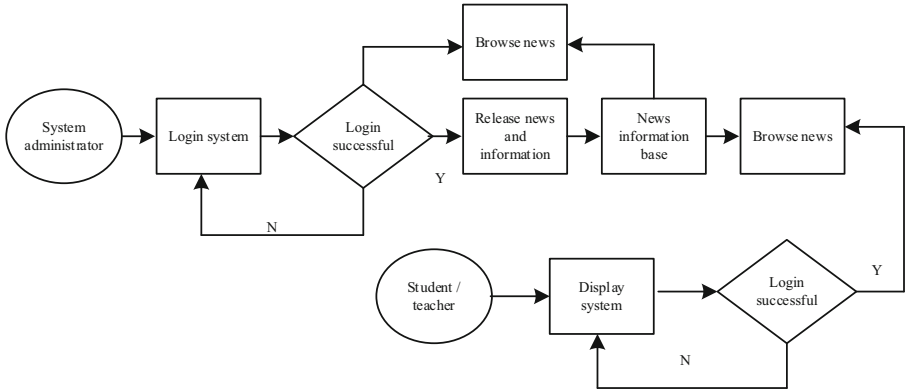 Browse news
System
administrator
Login system
Login
successful
Release news
and
information
News
information
base
Browse news
Y
N
Student /
teacher
Display
system
Login
successful
Y
N